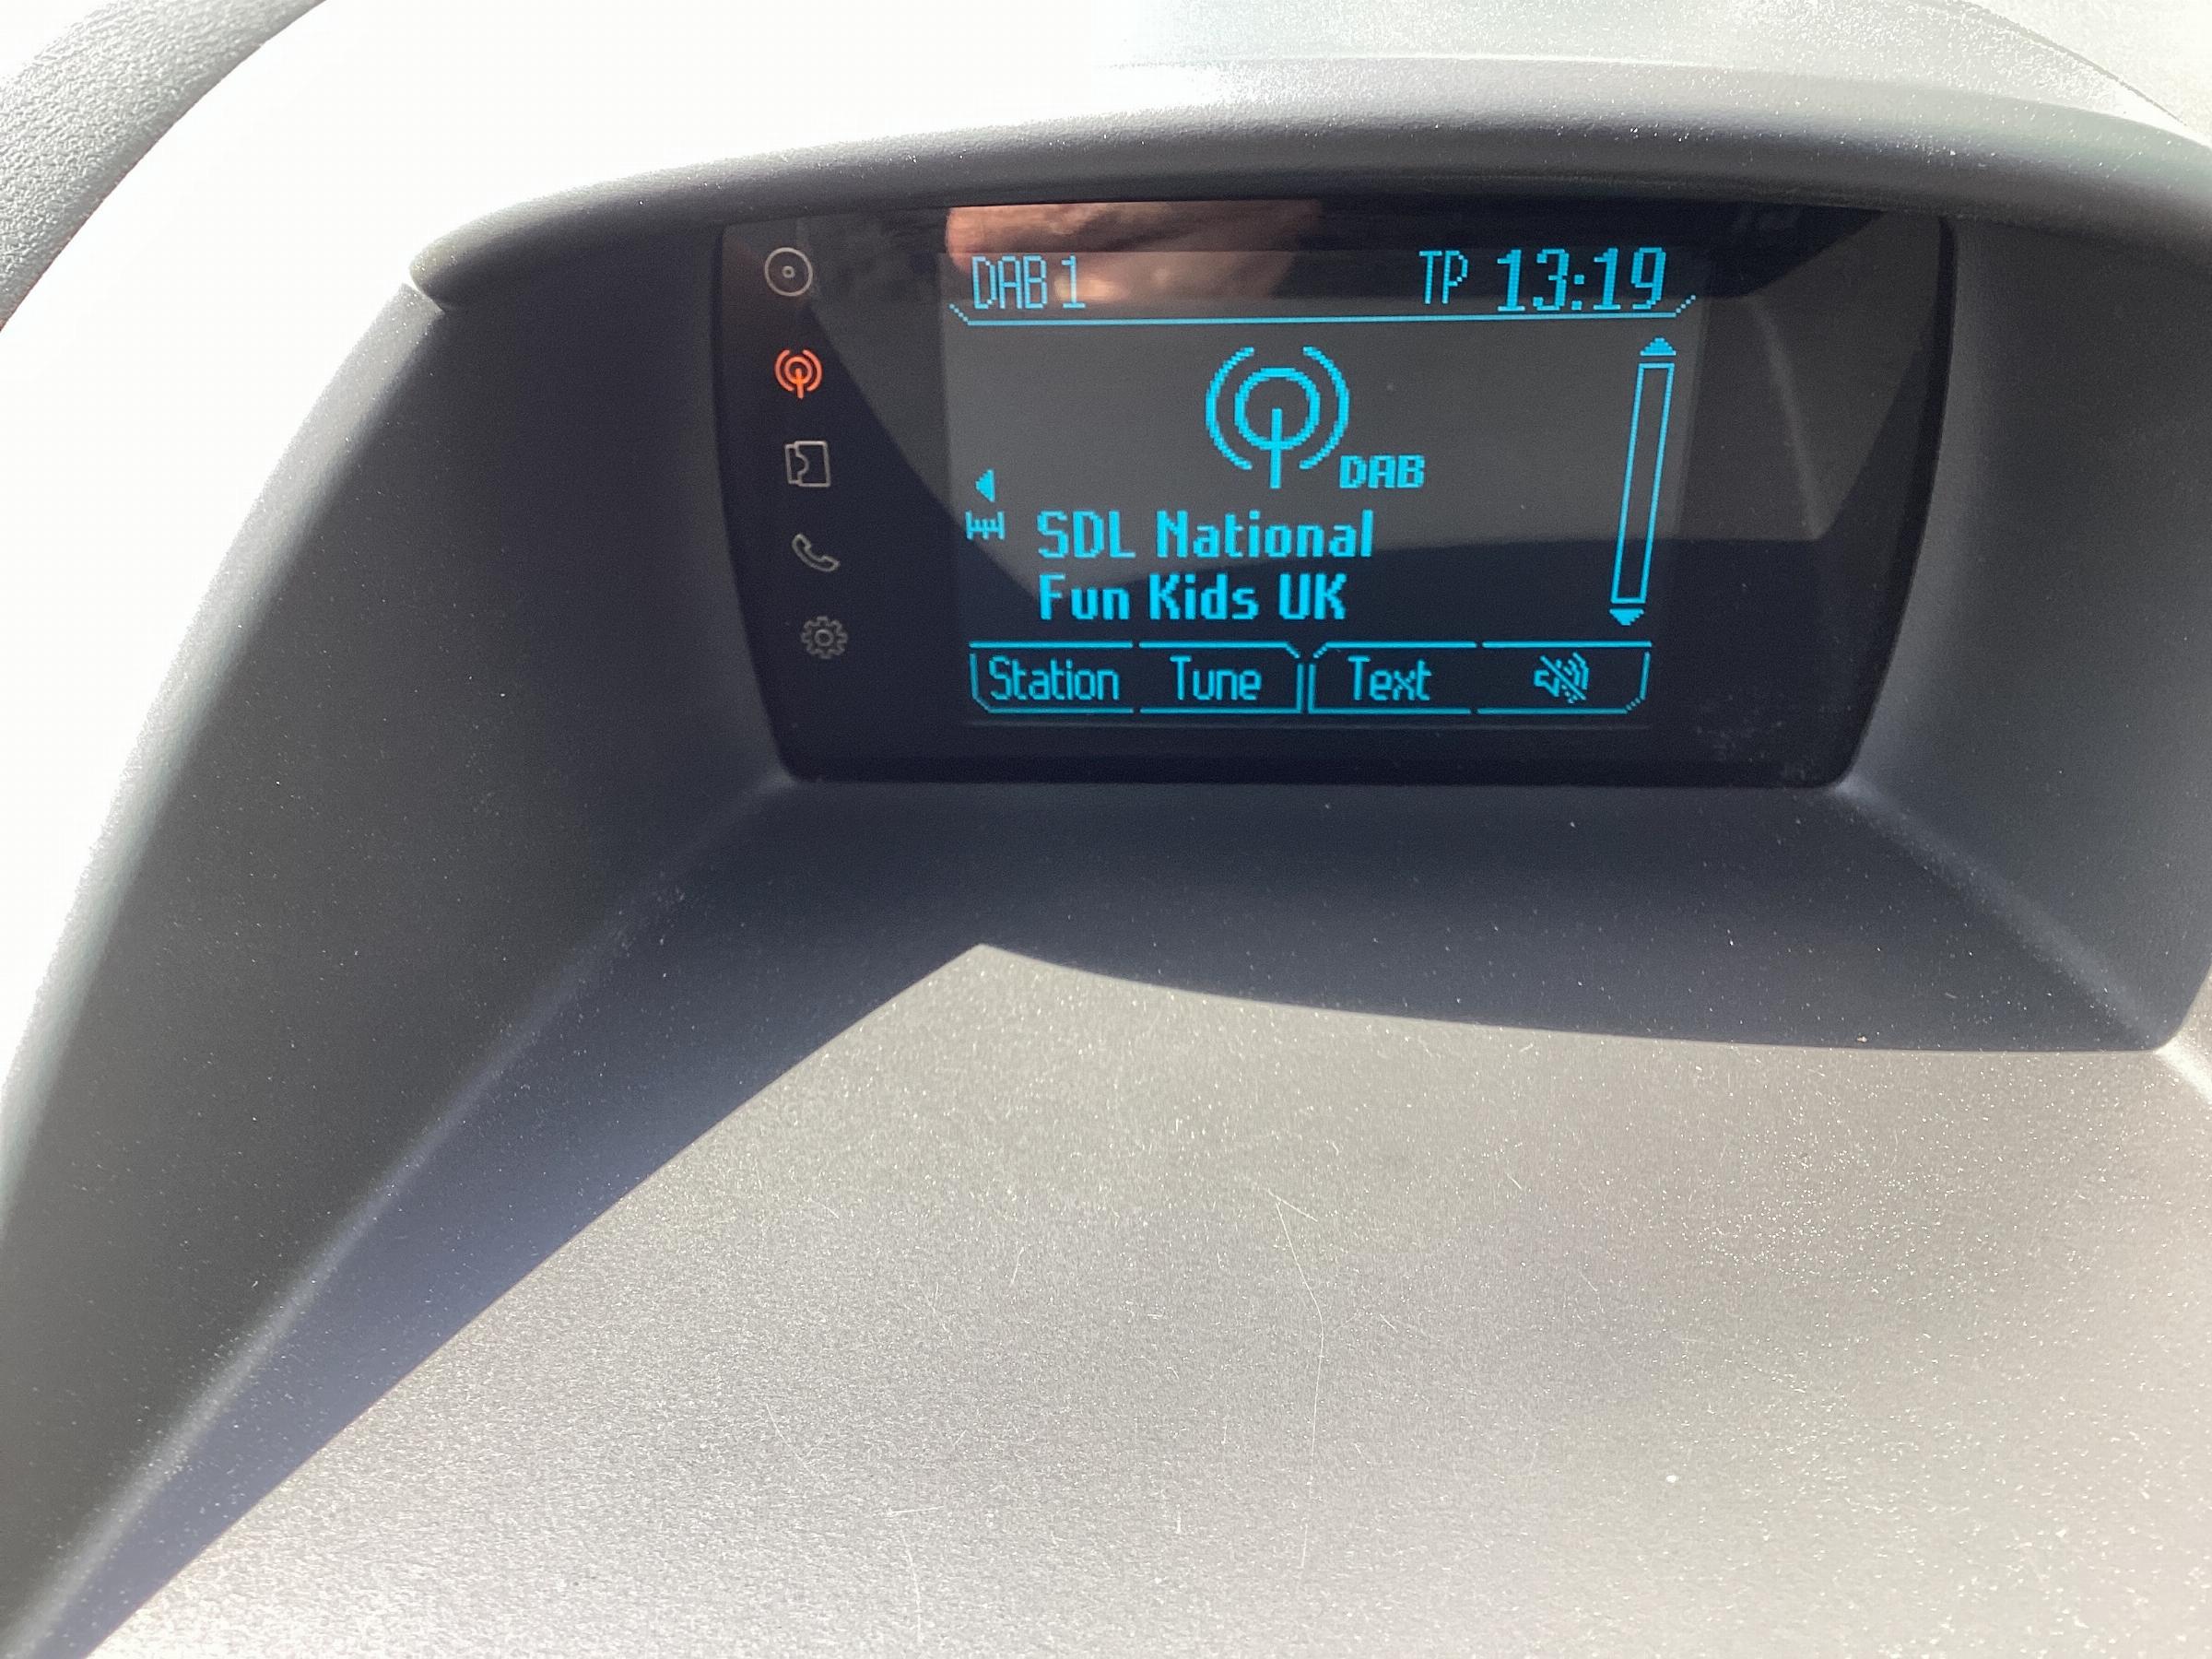 DAB 1 TP 13:19
DAB
SDL National
Fun Kids UK
Station Tune Text